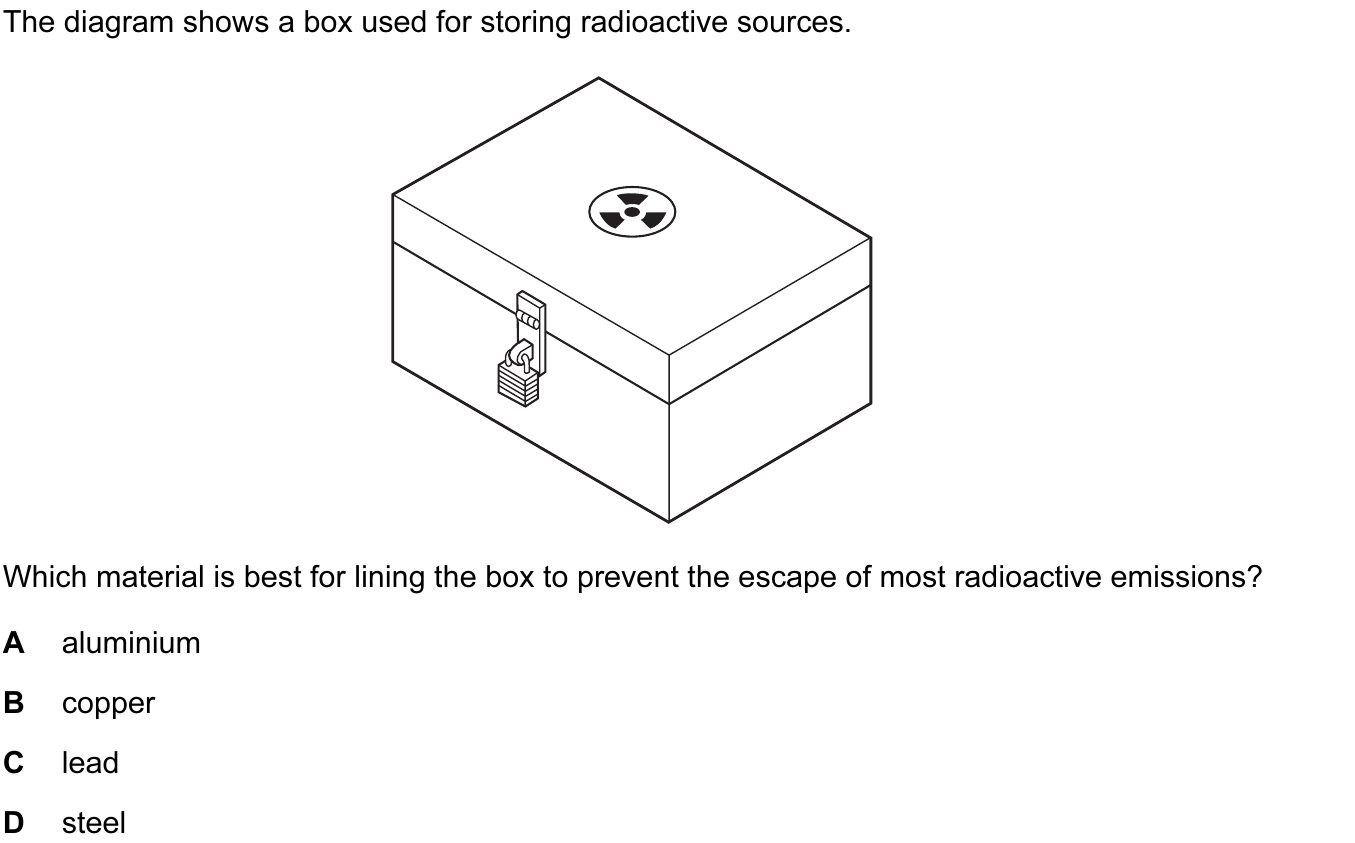 The diagram shows a box used for storing radioactive sources.
Which material is best for lining the box to prevent the escape of most radioactive emissions?
A aluminium
B copper
C lead
D steel